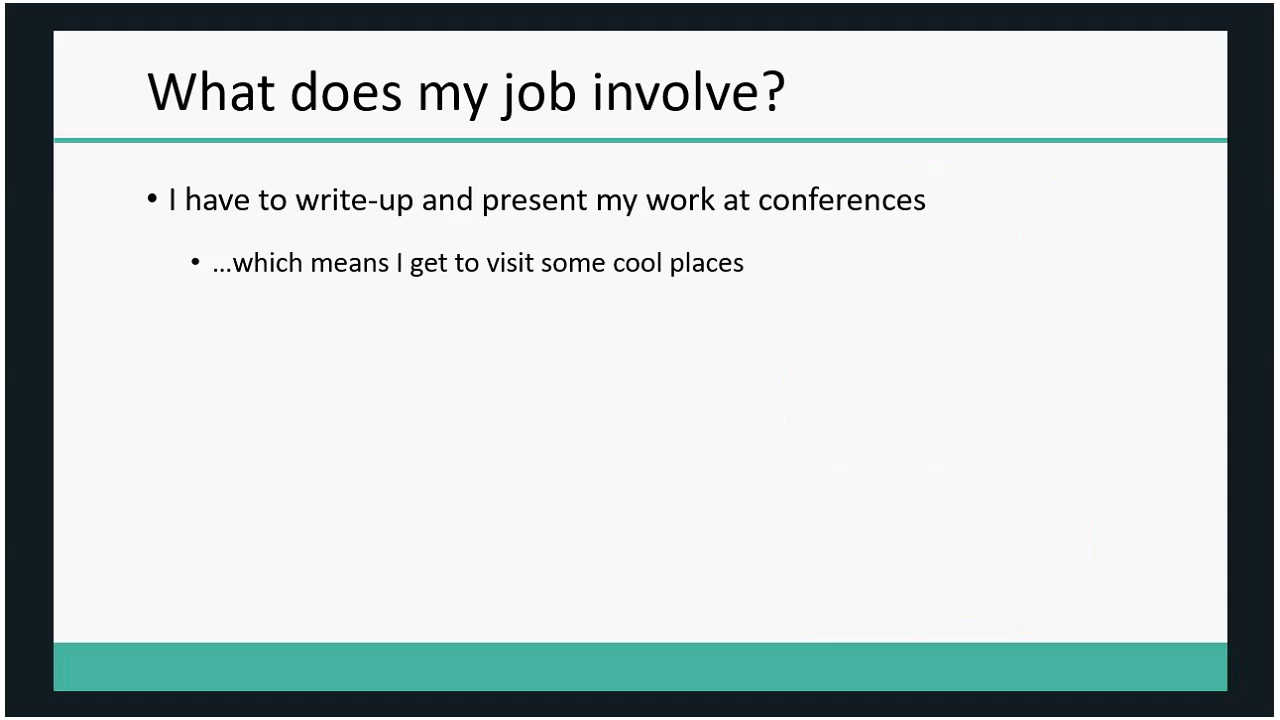 What does my job involve?
• I have to write-up and present my work at conferences
• …which means I get to visit some cool places